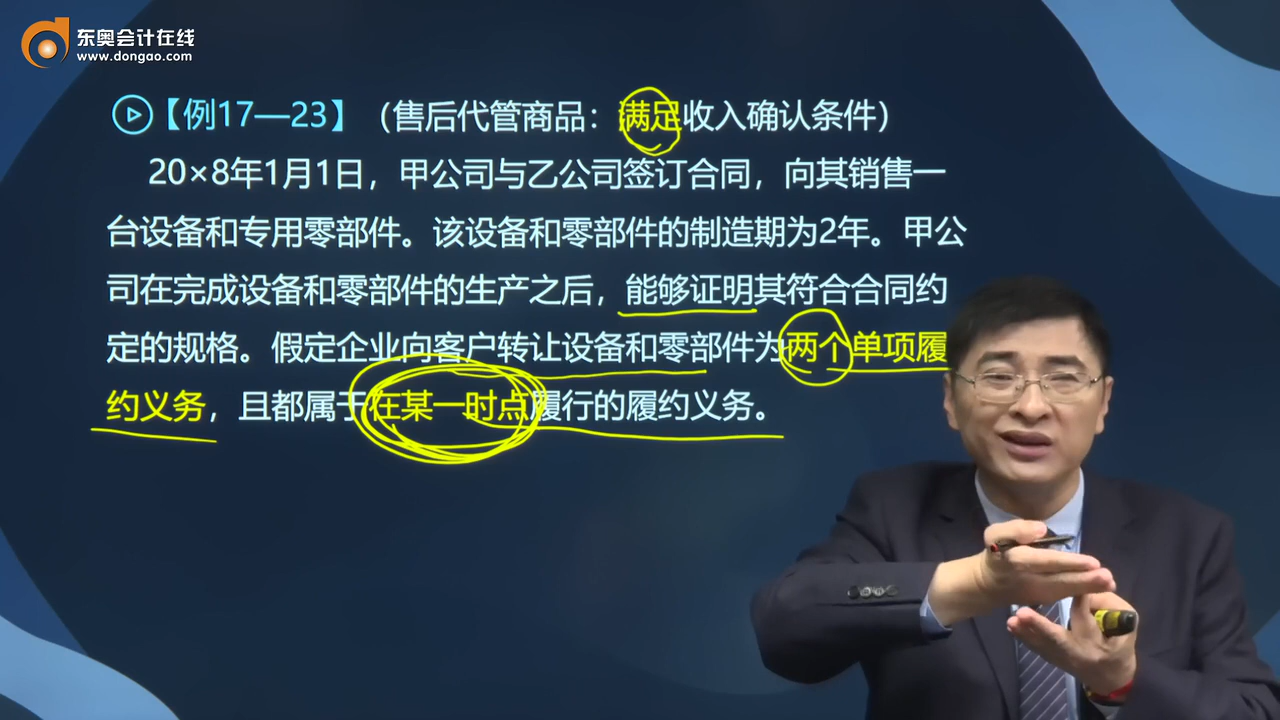 东奥会计在线
www.dongao.com
【例17—23】（售后代管商品：满足收入确认条件）
20×8年1月1日，甲公司与乙公司签订合同，向其销售一
台设备和专用零部件。该设备和零部件的制造期为2年。甲公
司在完成设备和零部件的生产之后，能够证明其符合合同约
定的规格。假定企业向客户转让设备和零部件为两个单项履
约义务，且都属于在某一时点履行的履约义务。